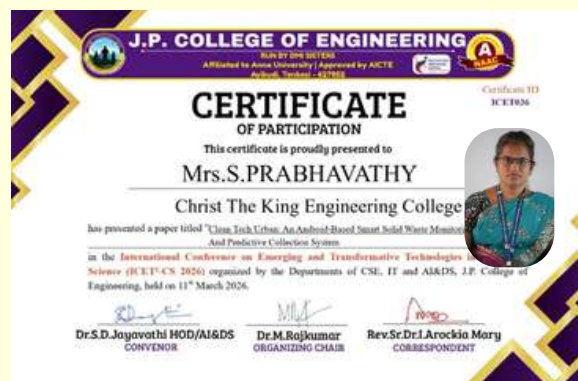 J.P. COLLEGE OF ENGINEERING
RUN BY DMI SISTERS
Affiliated to Anna University | Approved by AICTE
Ayikudi, Tenkasi - 627852
A
NAAC
Certificate ID
ICET036
CERTIFICATE
OF PARTICIPATION
This certificate is proudly presented to
Mrs.S.PRABHAVATHY
Christ The King Engineering College
has presented a paper titled "Clean Tech Urban: An Android-Based Smart Solid Waste Monitor
And Predictive Collection System
in the International Conference on Emerging and Transformative Technologies in
Science (ICET²-CS 2026) organized by the Departments of CSE, IT and AI&DS, J.P. College of
Engineering, held on 11th March 2026.
Dr.S.D.Jayavathi HOD/AI&DS
CONVENOR
Dr.M.Rajkumar
ORGANIZING CHAIR
Rev.Sr.Dr.I.Arockia Mary
CORRESPONDENT